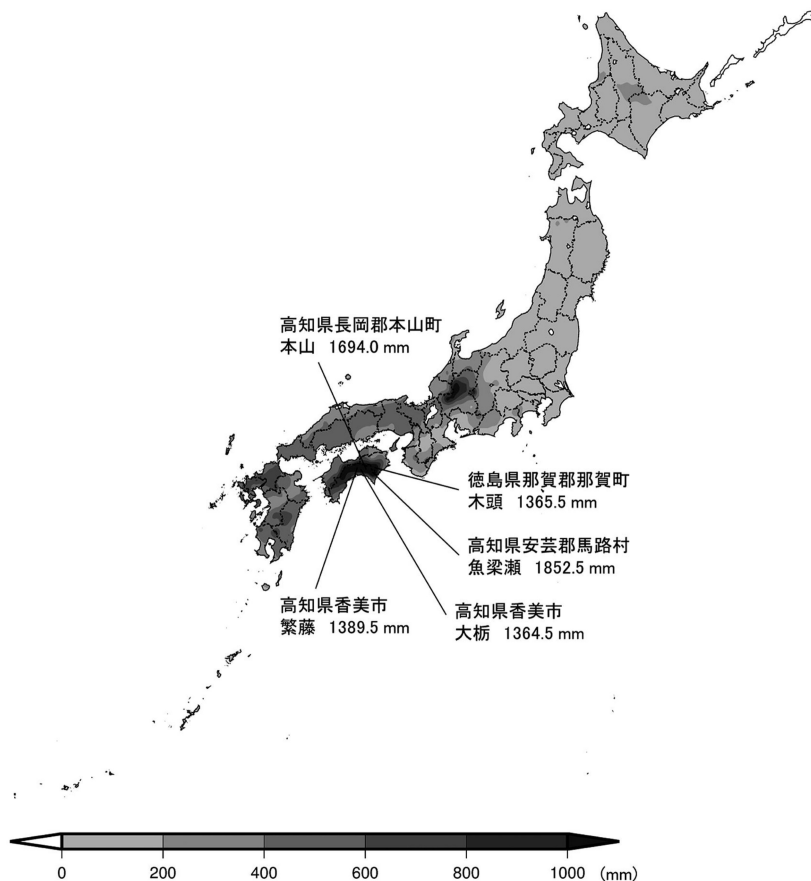 高知県長岡郡本山町
本山 1694.0 mm
徳島県那賀郡那賀町
木頭 1365.5 mm
高知県安芸郡馬路村
魚梁瀬 1852.5 mm
高知県香美市
繁藤 1389.5 mm
高知県香美市
大栃 1364.5 mm
0 200 400 600 800 1000 (mm)